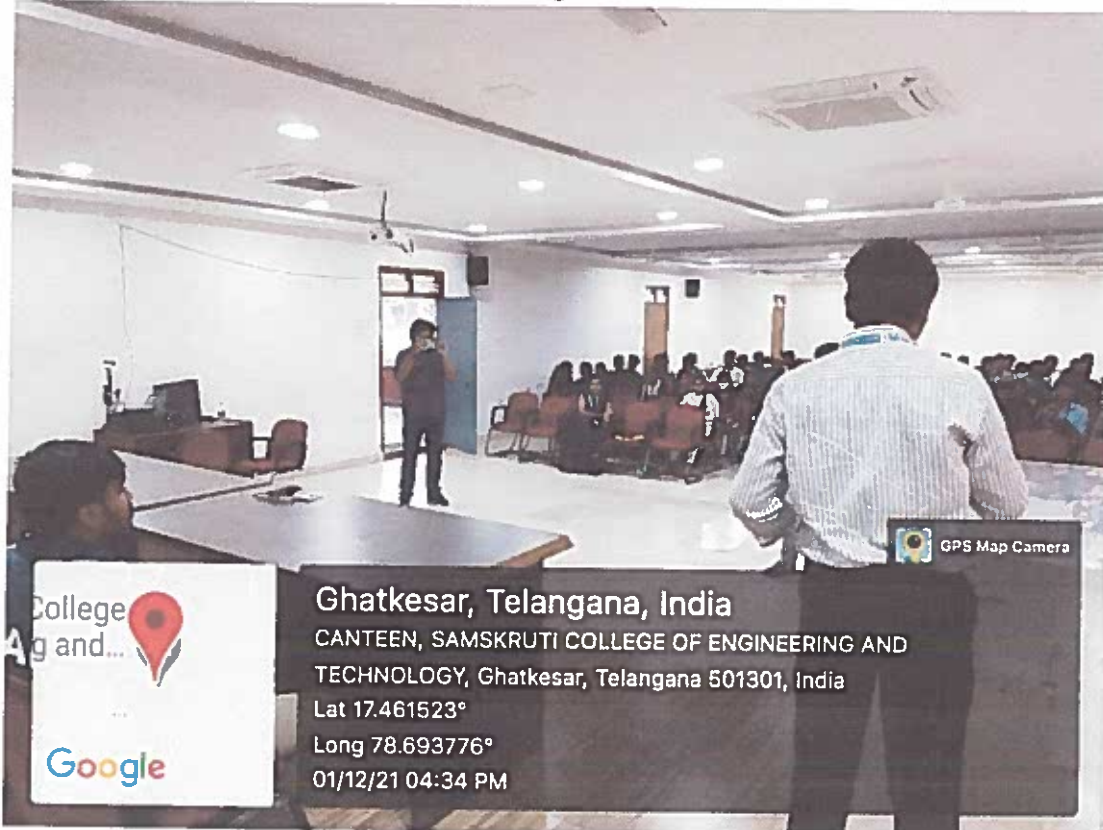 GPS Map Camera
College
g and...
Google
Ghatkesar, Telangana, India
CANTEEN, SAMSKRUTI COLLEGE OF ENGINEERING AND
TECHNOLOGY, Ghatkesar, Telangana 501301, India
Lat 17.461523°
Long 78.693776°
01/12/21 04:34 PM